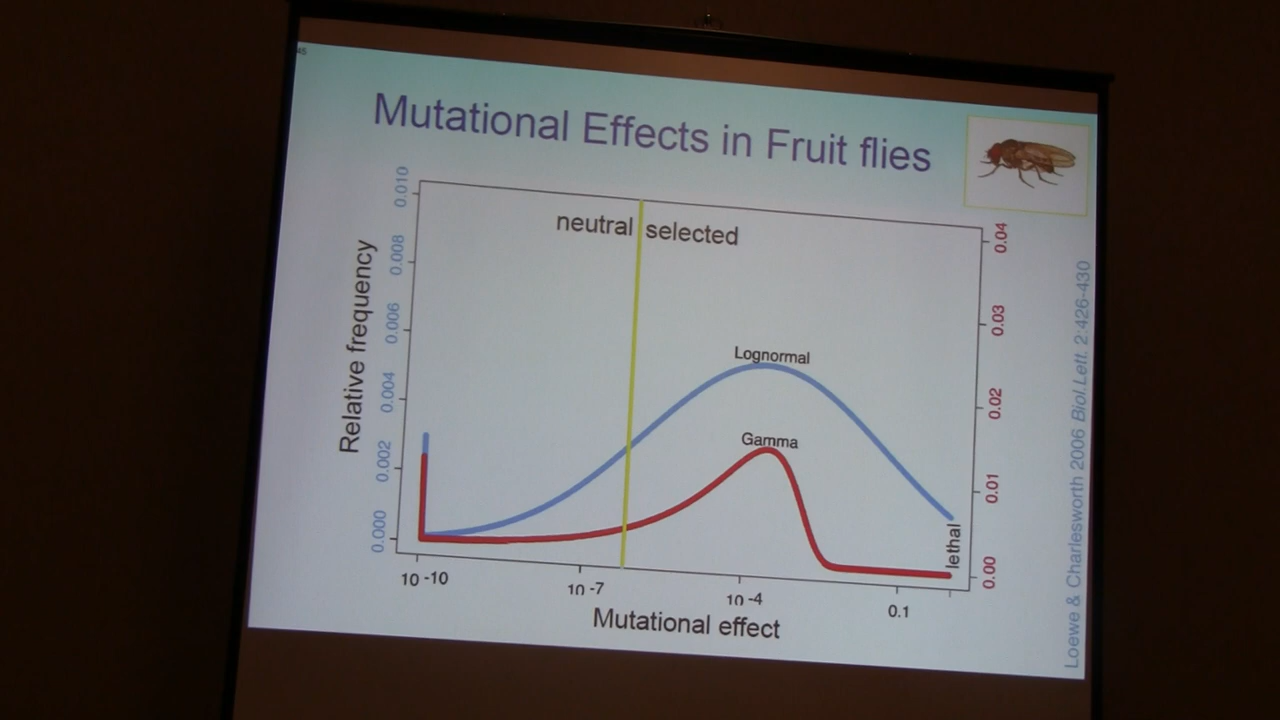 45
Mutational Effects in Fruit flies
neutral selected
Relative frequency
0.010
0.008
0.006
0.004
0.002
0.000
0.04
0.03
0.02
0.01
0.00
Lognormal
Gamma
lethal
10 -10
10 -7
10 -4
0.1
Mutational effect
Loewe & Charlesworth 2006 Biol.Lett. 2:426-430